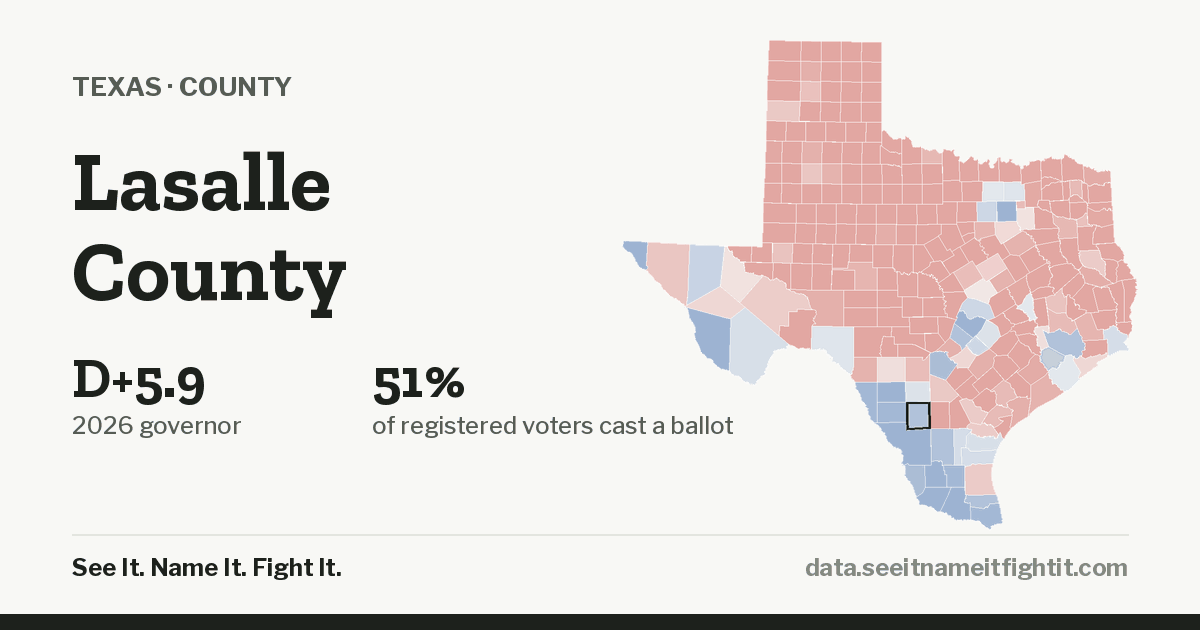 TEXAS · COUNTY
Lasalle
County
D+5.9
2026 governor
51%
of registered voters cast a ballot
See It. Name It. Fight It.
data.seeitnameitfightit.com